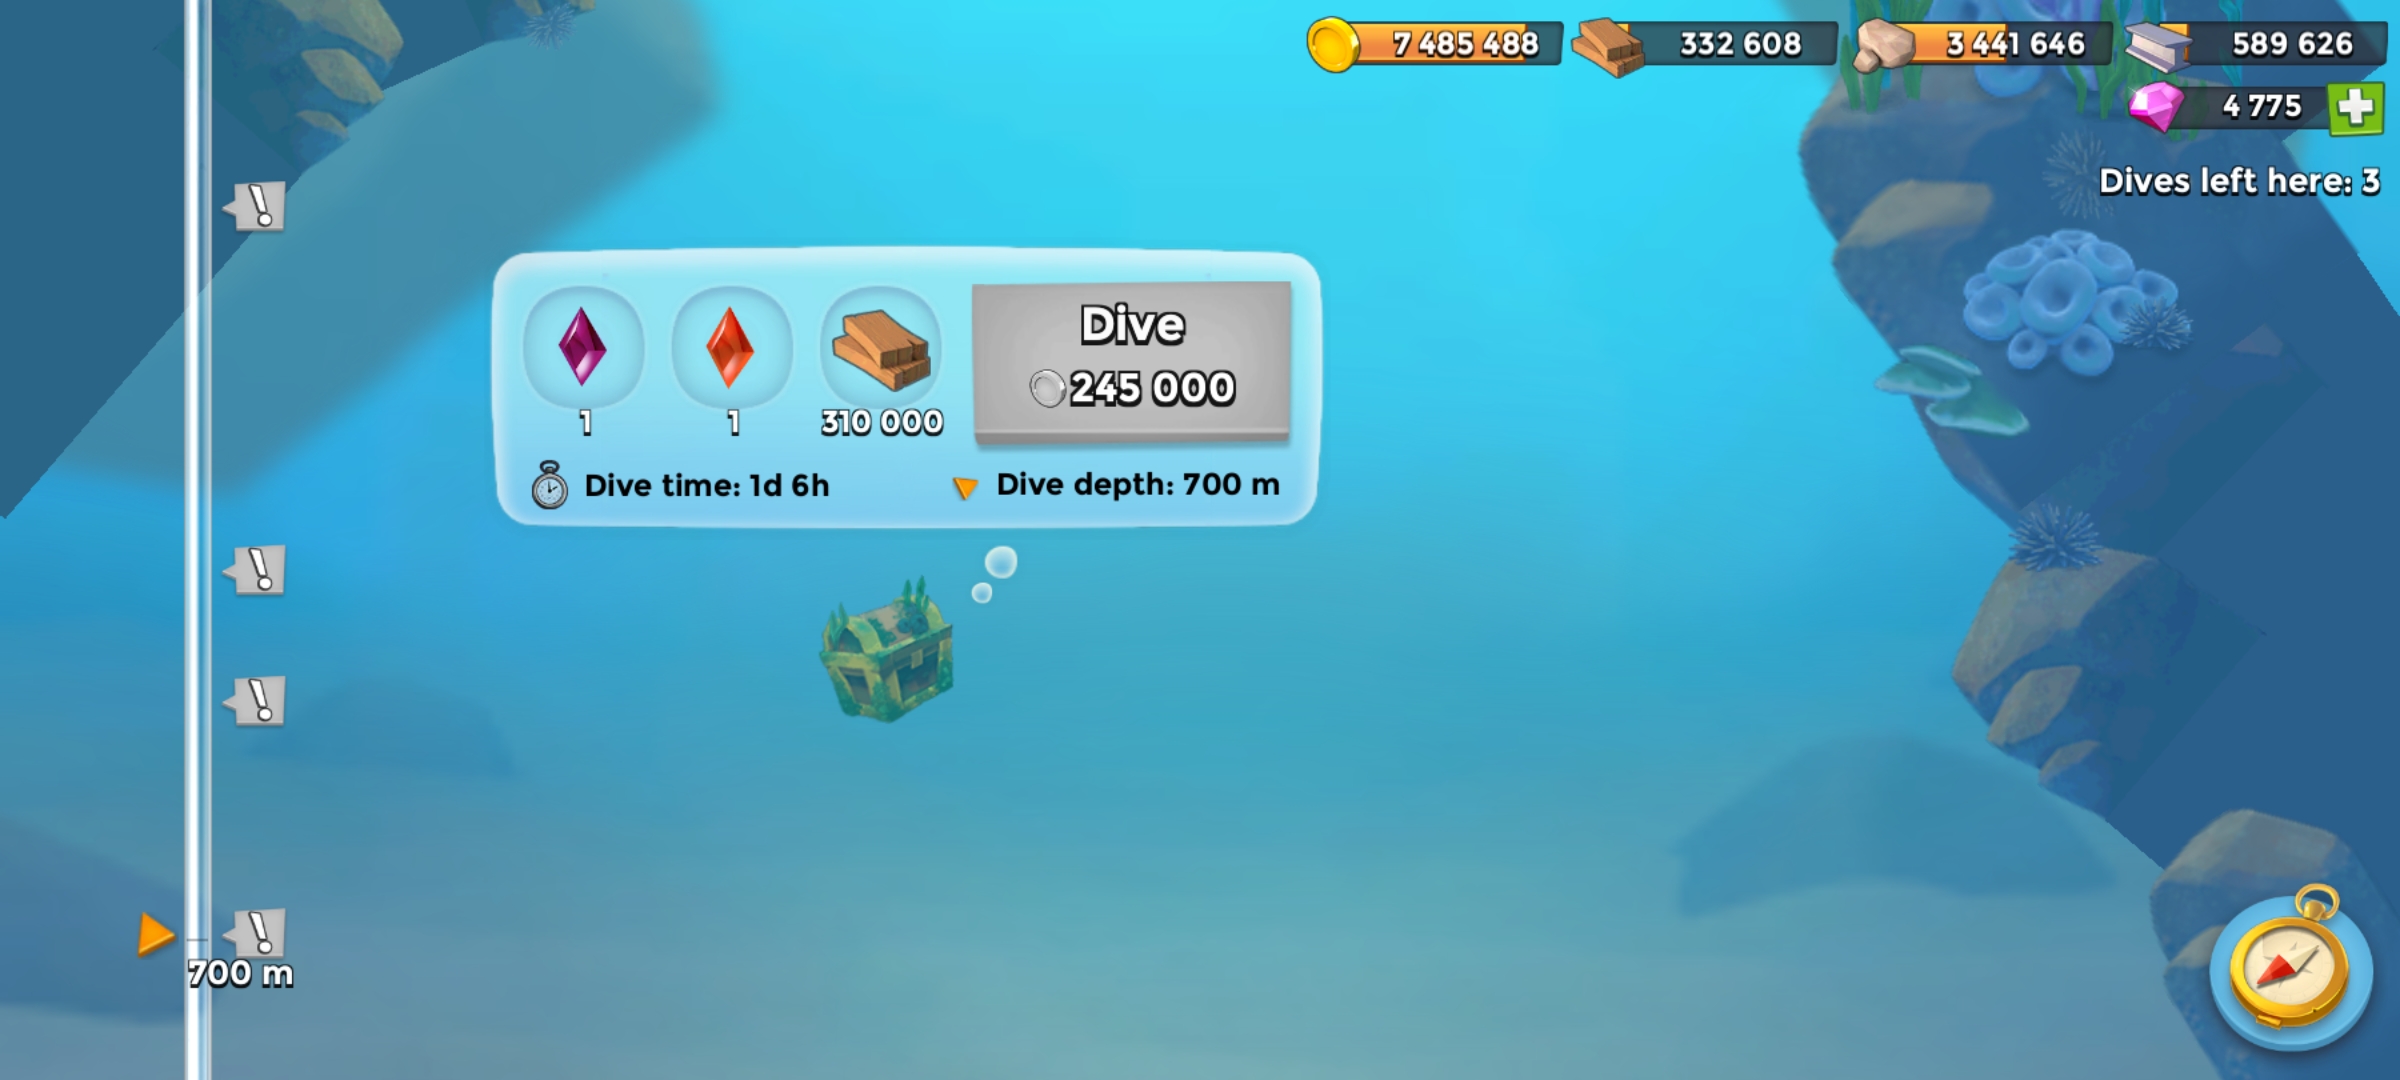 7 485 488
332 608
3 441 646
589 626
4 775
Dives left here: 3
Dive
245 000
1
1
310 000
Dive time: 1d 6h
Dive depth: 700 m
!
!
!
!
700 m